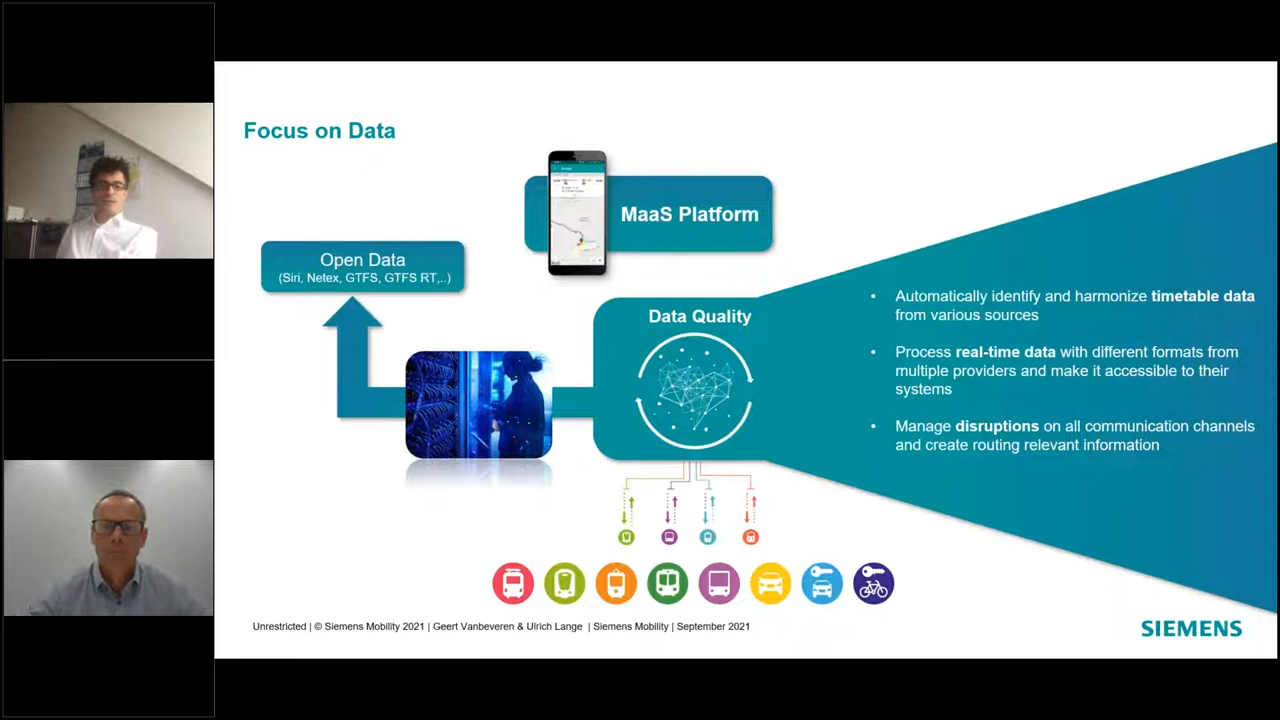 Focus on Data
MaaS Platform
Open Data
(Siri, Netex, GTFS, GTFS RT,..)
Data Quality
• Automatically identify and harmonize timetable data
from various sources
• Process real-time data with different formats from
multiple providers and make it accessible to their
systems
• Manage disruptions on all communication channels
and create routing relevant information
Unrestricted | © Siemens Mobility 2021 | Geert Vanbeveren & Ulrich Lange | Siemens Mobility | September 2021
SIEMENS